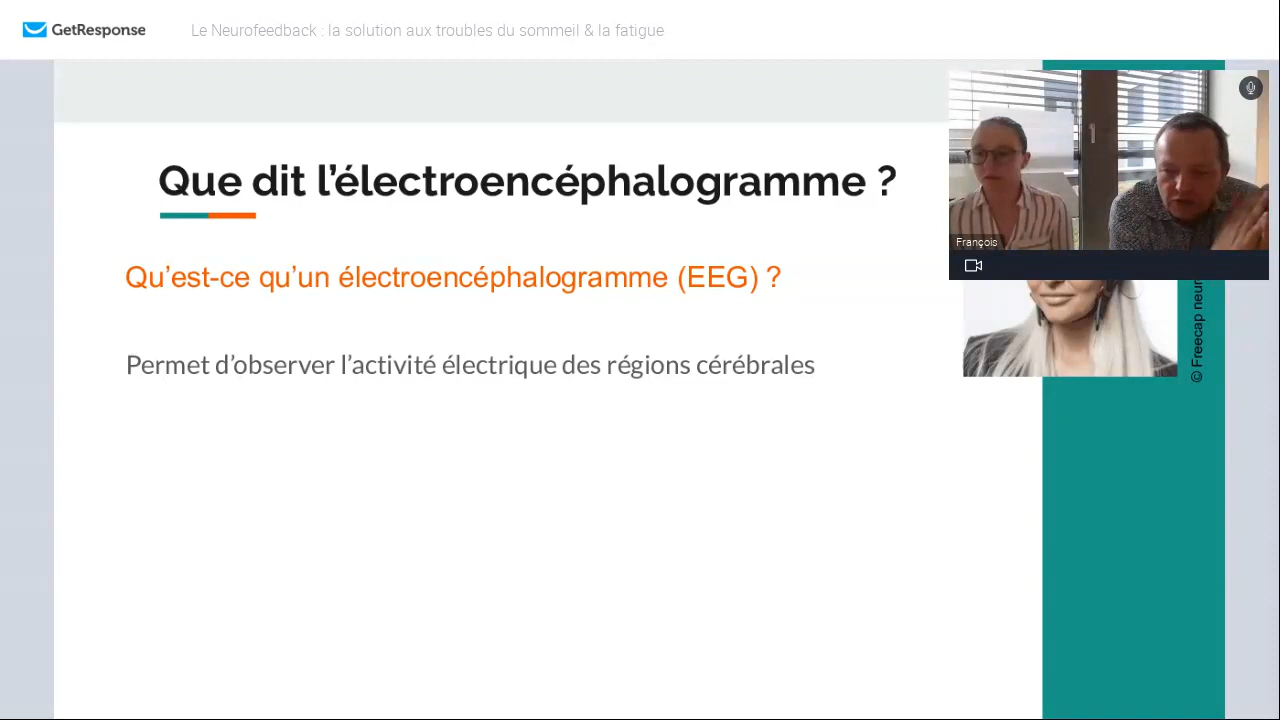 GetResponse
Le Neurofeedback : la solution aux troubles du sommeil & la fatigue
Que dit l'électroencéphalogramme ?
François
Qu'est-ce qu'un électroencéphalogramme (EEG) ?
© Freecap neur
Permet d'observer l'activité électrique des régions cérébrales